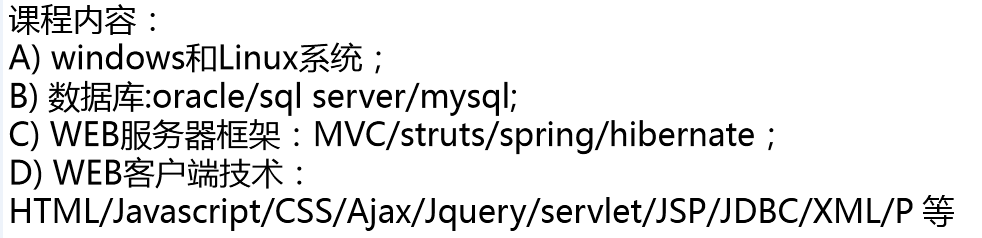 课程内容：
A) windows和Linux系统；
B) 数据库:oracle/sql server/mysql;
C) WEB服务器框架：MVC/struts/spring/hibernate；
D) WEB客户端技术：
HTML/Javascript/CSS/Ajax/Jquery/servlet/JSP/JDBC/XML/P 等